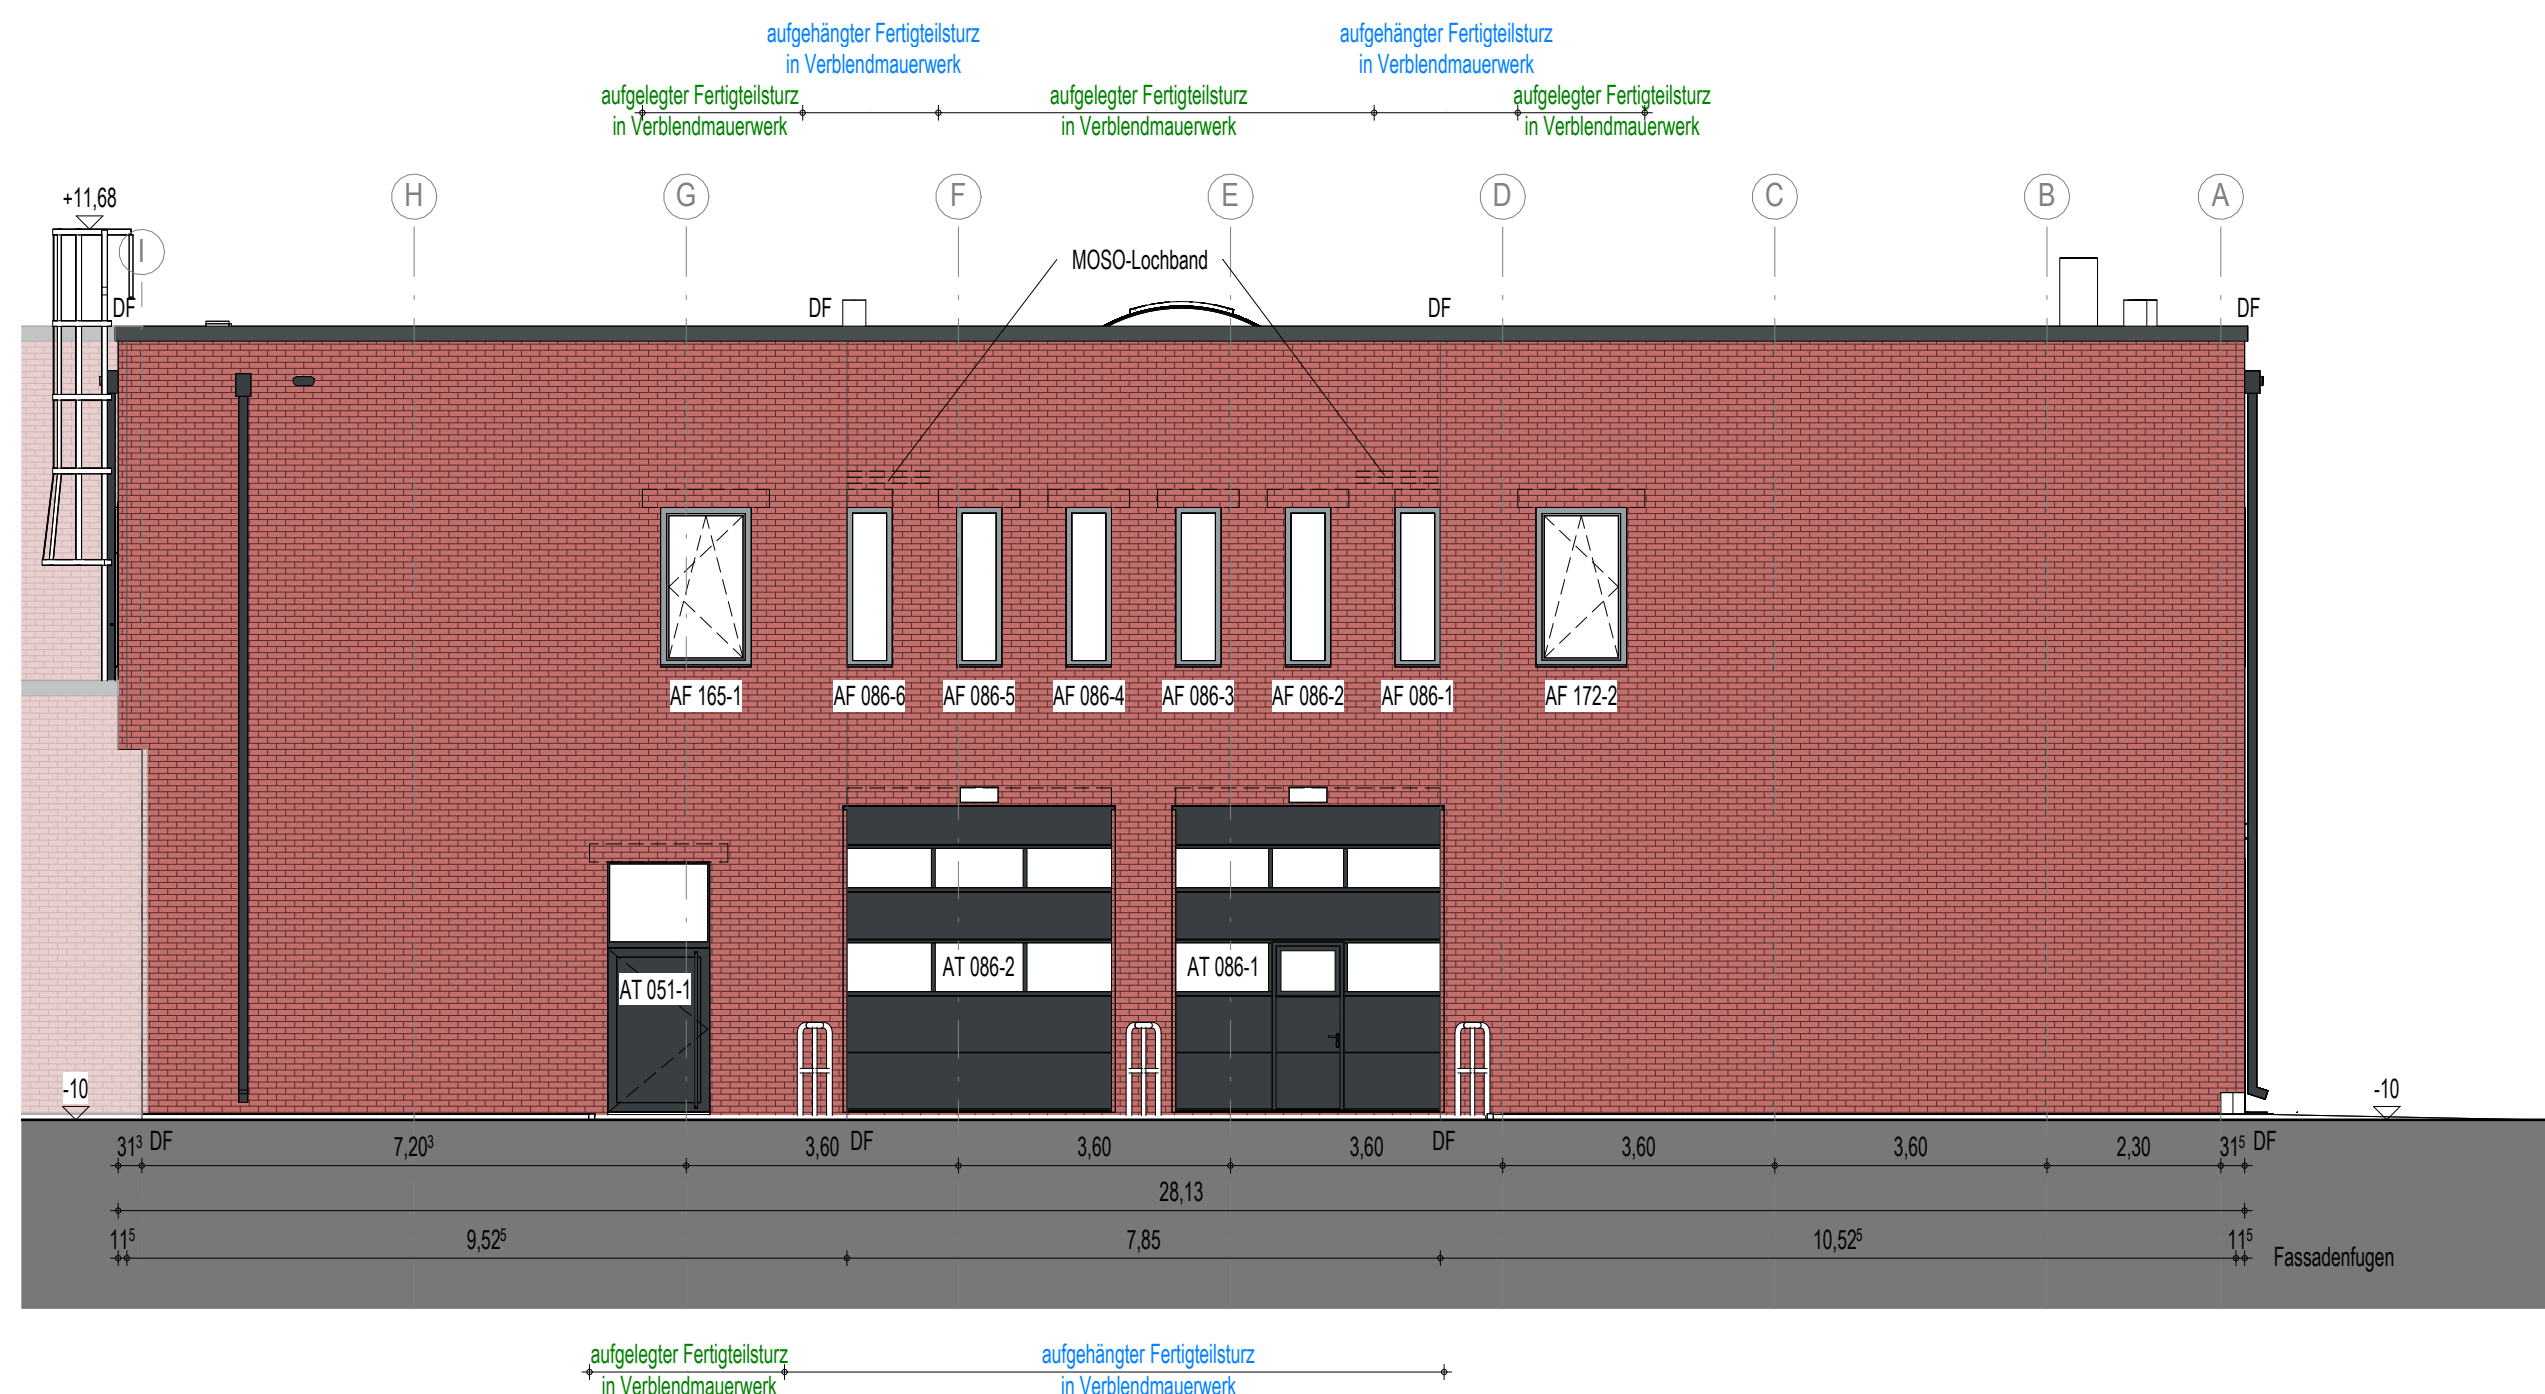 aufgehängter Fertigteilsturz
in Verblendmauerwerk
aufgehängter Fertigteilsturz
in Verblendmauerwerk
aufgelegter Fertigteilsturz
in Verblendmauerwerk
aufgelegter Fertigteilsturz
in Verblendmauerwerk
aufgelegter Fertigteilsturz
in Verblendmauerwerk
+11,68
I
H
G
F
E
D
C
B
A
MOSO-Lochband
DF
DF
DF
DF
AF 165-1
AF 086-6
AF 086-5
AF 086-4
AF 086-3
AF 086-2
AF 086-1
AF 172-2
AT 051-1
AT 086-2
AT 086-1
-10
-10
31³ DF 7,20³ 3,60 DF 3,60 3,60 DF 3,60 3,60 2,30 31⁵ DF
28,13
11⁵ 9,52⁵ 7,85 10,52⁵ 11⁵ Fassadenfugen
aufgelegter Fertigteilsturz
in Verblendmauerwerk
aufgehängter Fertigteilsturz
in Verblendmauerwerk